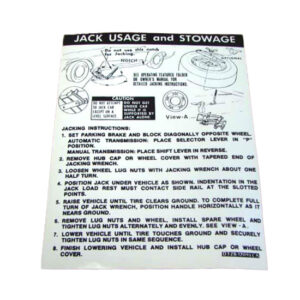 JACK USAGE and STOWAGE
Do not use this notch
for Jacking.
NOTCH
OPTIONAL
SEE OPERATING FEATURES FOLDER
OR OWNER'S MANUAL FOR
DETAILED JACKING INSTRUCTIONS.
CAUTION
DO NOT ATTEMPT
TO JACK CAR
EXCEPT ON A
LEVEL SURFACE
DO NOT GET
UNDER CAR
WHILE IT IS
SUPPORTED BY
JACK ALONE
View-A
JACKING INSTRUCTIONS:
1. SET PARKING BRAKE AND BLOCK DIAGONALLY OPPOSITE WHEEL.
AUTOMATIC TRANSMISSION: PLACE SELECTOR LEVER IN "P"
POSITION.
MANUAL TRANSMISSION: PLACE SHIFT LEVER IN REVERSE.
2. REMOVE HUB CAP OR WHEEL COVER WITH TAPERED END OF
JACKING WRENCH.
3. LOOSEN WHEEL LUG NUTS WITH JACKING WRENCH ABOUT ONE
HALF TURN.
4. POSITION JACK UNDER VEHICLE AS SHOWN. INDENTATION IN THE
JACK LOAD REST MUST CONTACT SIDE RAIL AT THE SLOTTED
POINTS.
5. RAISE VEHICLE UNTIL TIRE CLEARS GROUND. TO COMPLETE FULL
TURN OF JACK WRENCH, POSITION HANDLE HORIZONTALLY AS IT
NEARS GROUND.
6. REMOVE LUG NUTS AND WHEEL, INSTALL SPARE WHEEL AND
TIGHTEN LUG NUTS ALTERNATELY AND EVENLY. SEE VIEW - A.
7. LOWER VEHICLE UNTIL TIRE TOUCHES GROUND AND SECURELY
TIGHTEN LUG NUTS IN SAME SEQUENCE.
8. FINISH LOWERING VEHICLE AND INSTALL HUB CAP OR WHEEL
COVER.